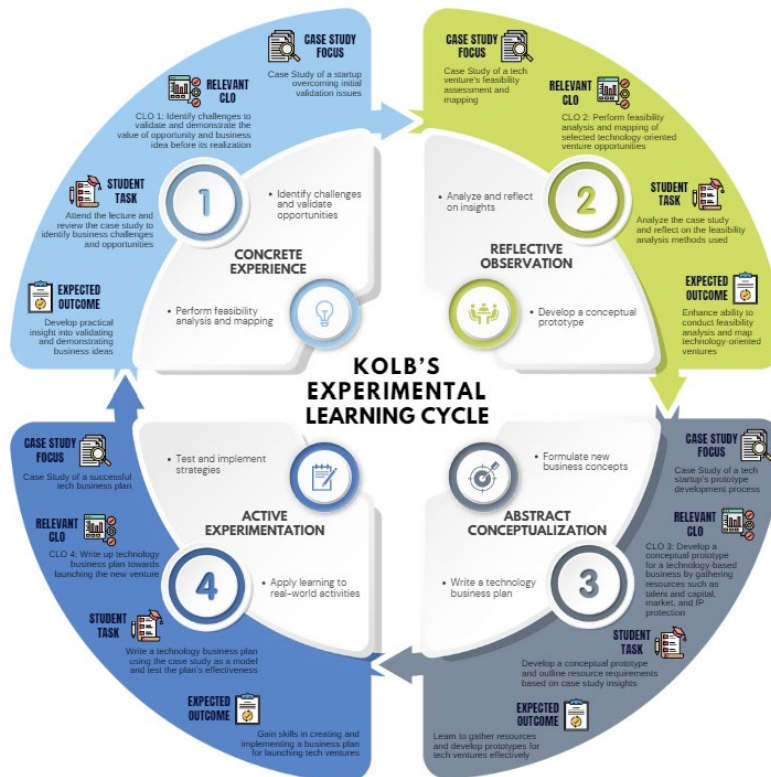 CASE STUDY
FOCUS
Case Study of a startup
overcoming initial
validation issues
RELEVANT
CLO
CLO 1: Identify challenges to
validate and demonstrate the
value of opportunity and business
idea before its realization
STUDENT
TASK
Attend the lecture and
review the case study to
identify business challenges
and opportunities
EXPECTED
OUTCOME
Develop practical
insight into validating
and demonstrating
business ideas
1
• Identify challenges
and validate
opportunities
CONCRETE
EXPERIENCE
• Perform feasibility
analysis and mapping
CASE STUDY
FOCUS
Case Study of a tech
venture's feasibility
assessment and
mapping
RELEVANT
CLO
CLO 2: Perform feasibility
analysis and mapping of
selected technology-oriented
venture opportunities
STUDENT
TASK
Analyze the case study
and reflect on the feasibility
analysis methods used
EXPECTED
OUTCOME
Enhance ability to
conduct feasibility
analysis and map
technology-oriented
ventures
2
• Analyze and reflect
on insights
REFLECTIVE
OBSERVATION
• Develop a conceptual
prototype
KOLB'S
EXPERIMENTAL
LEARNING CYCLE
• Formulate new
business concepts
ABSTRACT
CONCEPTUALIZATION
• Write a technology
business plan
3
CASE STUDY
FOCUS
Case Study of a tech
startup's prototype
development process
RELEVANT
CLO
CLO 3: Develop a
conceptual prototype
for a technology-based
business by gathering
resources such as
talent and capital,
market, and IP
protection
STUDENT
TASK
Develop a conceptual prototype
and outline resource requirements
based on case study insights
EXPECTED
OUTCOME
Learn to gather resources
and develop prototypes for
tech ventures effectively
• Test and implement
strategies
ACTIVE
EXPERIMENTATION
• Apply learning to
real-world activities
4
CASE STUDY
FOCUS
Case Study of a successful
tech business plan
RELEVANT
CLO
CLO 4: Write up technology
business plan towards
launching the new venture
STUDENT
TASK
Write a technology business plan
using the case study as a model
and test the plan's effectiveness
EXPECTED
OUTCOME
Gain skills in creating and
implementing a business plan
for launching tech ventures